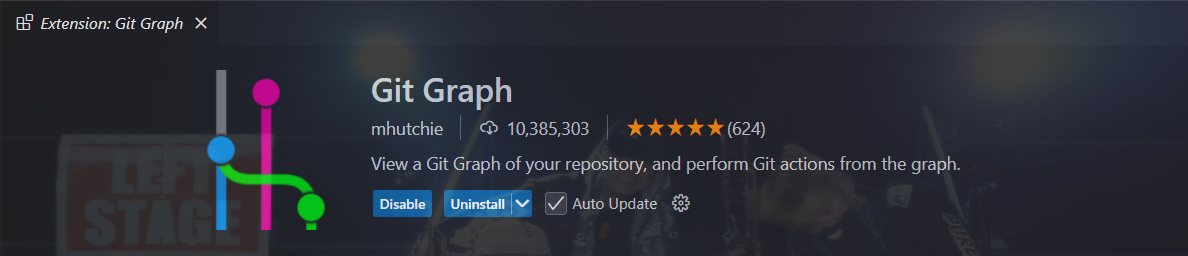 Extension: Git Graph
Git Graph
mhutchie 10,385,303 (624)
View a Git Graph of your repository, and perform Git actions from the graph.
Disable Uninstall Auto Update
LEFT
STAGE